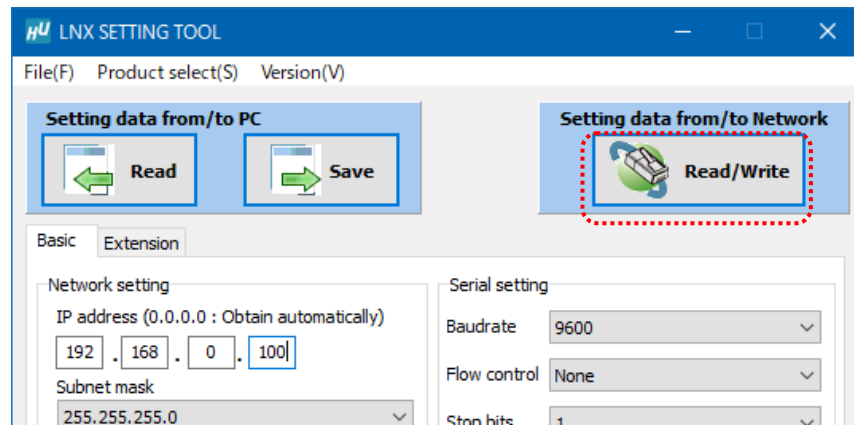 HU LNX SETTING TOOL
File(F) Product select(S) Version(V)
Setting data from/to PC
Read
Save
Setting data from/to Network
Read/Write
Basic
Extension
Network setting
IP address (0.0.0.0 : Obtain automatically)
192 . 168 . 0 . 100
Subnet mask
255.255.255.0
Serial setting
Baudrate 9600
Flow control None
Stop bits 1